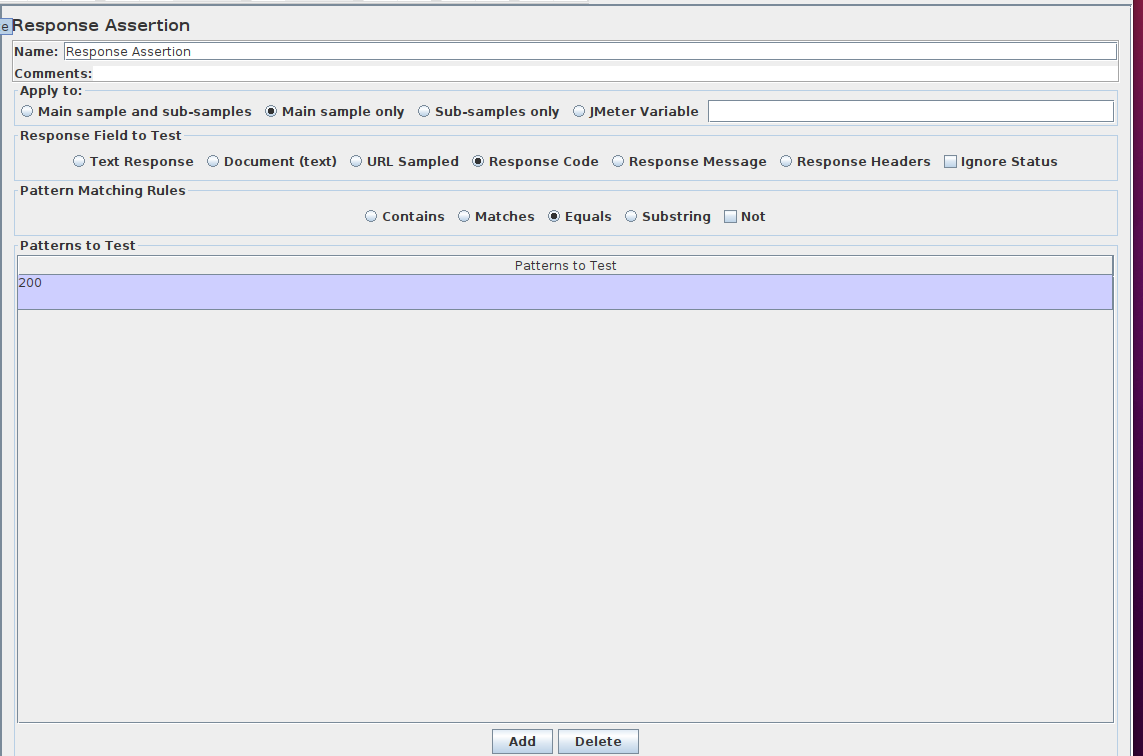 e
Response Assertion
Name: Response Assertion
Comments:
Apply to:
Main sample and sub-samples Main sample only Sub-samples only JMeter Variable
Response Field to Test
Text Response Document (text) URL Sampled Response Code Response Message Response Headers Ignore Status
Pattern Matching Rules
Contains Matches Equals Substring Not
Patterns to Test
Patterns to Test
200
Add Delete